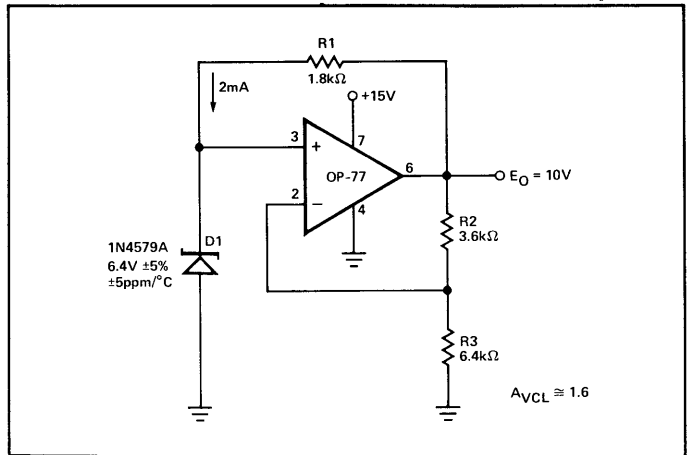 R1
1.8kΩ
2mA
+15V
3
+
7
OP-77
6
E_O = 10V
2
−
4
R2
3.6kΩ
1N4579A
D1
6.4V ±5%
±5ppm/°C
R3
6.4kΩ
A_VCL ≅ 1.6